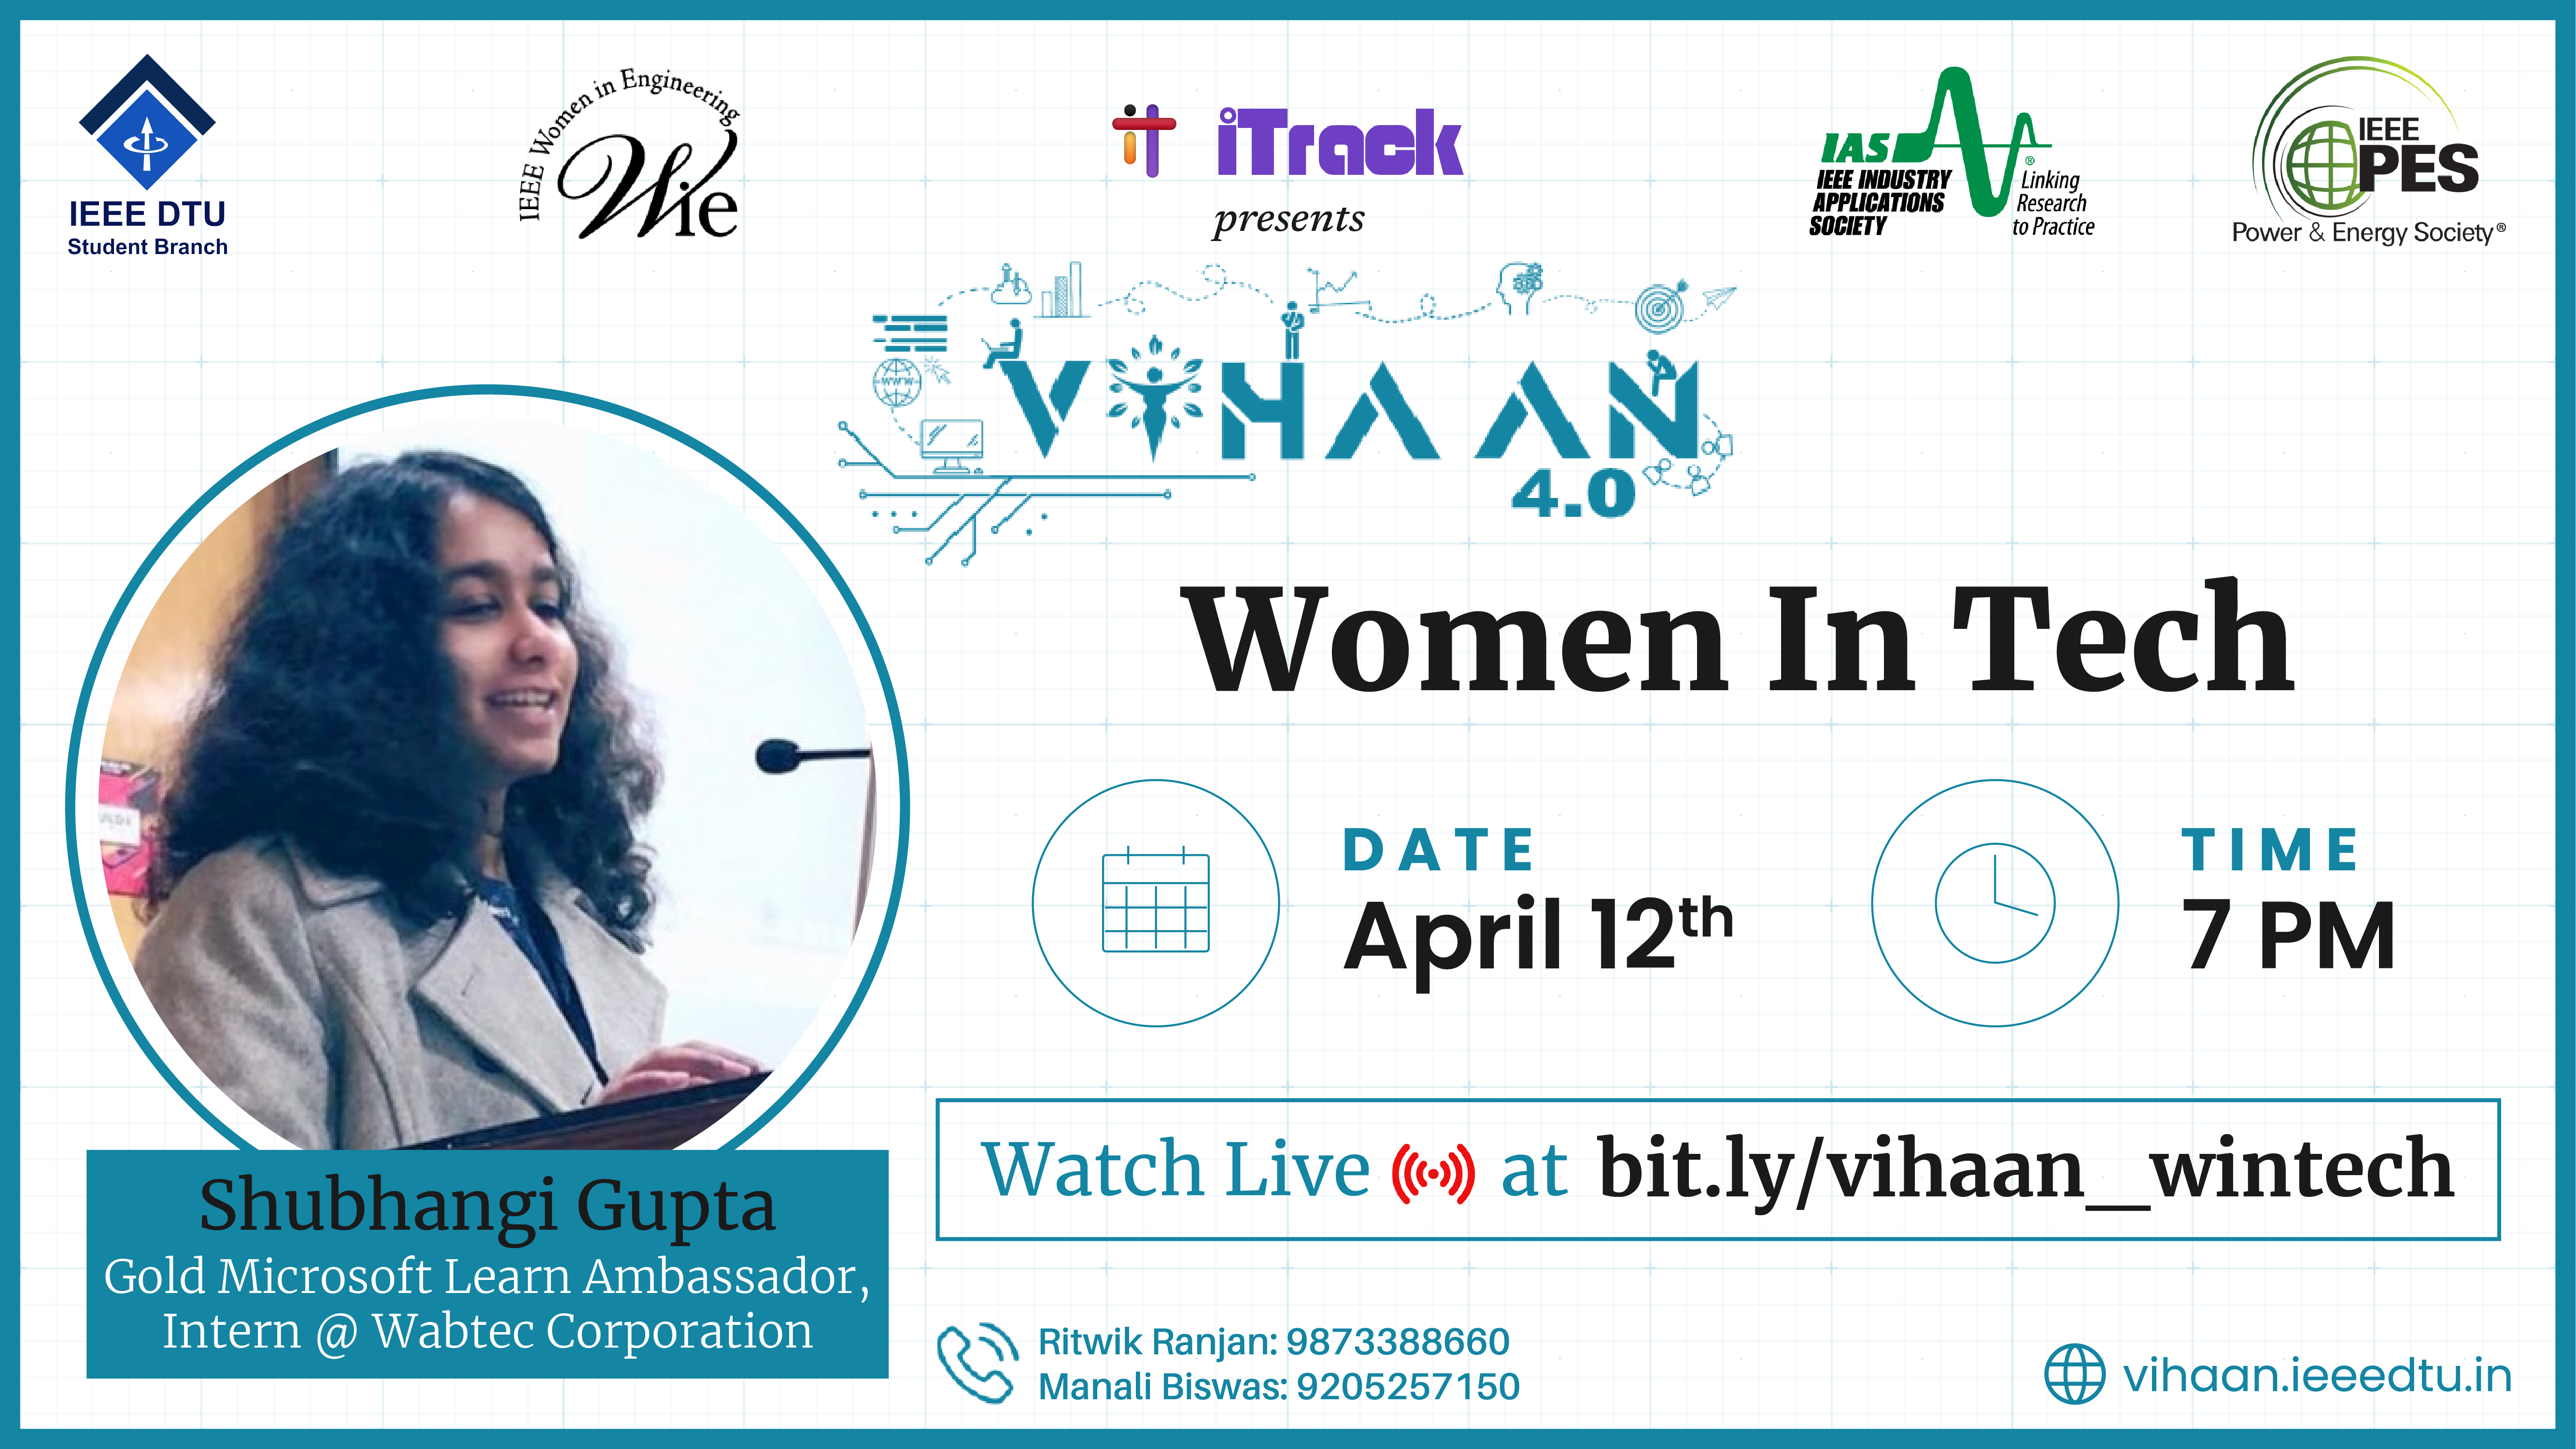 IEEE DTU
Student Branch
IEEE Women in Engineering
Wie
iTrack
presents
IAS
®
IEEE INDUSTRY
APPLICATIONS
SOCIETY
Linking
Research
to Practice
IEEE
PES
Power & Energy Society®
WWW
VIHAAN
4.0
Women In Tech
DATE
April 12th
TIME
7 PM
Watch Live at bit.ly/vihaan_wintech
Shubhangi Gupta
Gold Microsoft Learn Ambassador,
Intern @ Wabtec Corporation
Ritwik Ranjan: 9873388660
Manali Biswas: 9205257150
vihaan.ieeedtu.in